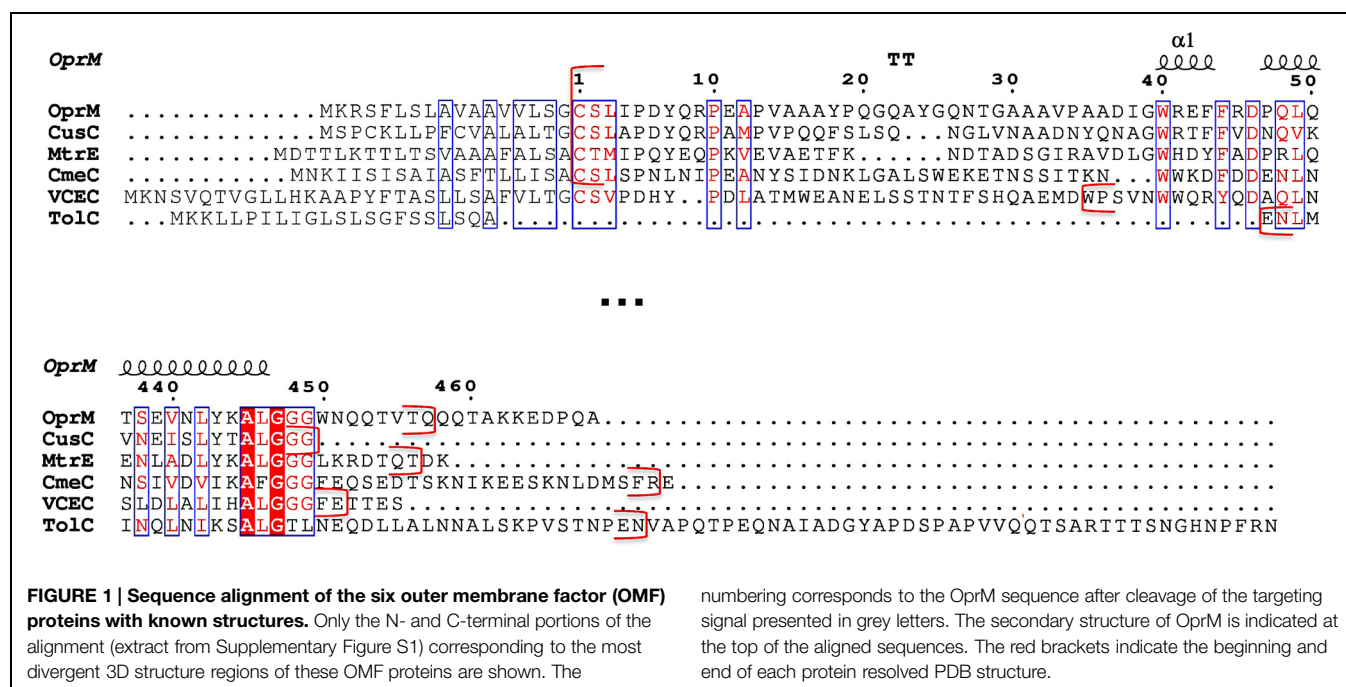 α1
OprM TT
1 10 20 30 40 50
OprM ...........MKRSFLSLAVAAVVLSGCSLIPDYQRPEAPVAAAYPQGQAYGQNTGAAAVPAADIGWREFFRDPQLQ
CusC ...........MSPCKLLPFCVALALTGCSLAPDYQRPAMPVPQQFSLSQ...NGLVNAADNYQNAGWRTFFVDNQVK
MtrE ..........MDTTLKTTLTSVAAAFALSACTMIPQYEQPKVEVAETFK......NDTADSGIRAVDLGWHDYFADPRLQ
CmeC ...........MNKIISISAIASFTLLISACSLSPNLNIPEANYSIDNKLGALSWEKETNSSITKN...WWKDFDDENLN
VCEC MKNSVQTVGLLHKAAPYFTASLLSAFVLTGCSVPDHY..PDLATMWEANELSSTNTFSHQAEMDWPSVNWWQRYQDAQLN
TolC ...MKKLLPILIGLSLSGFSSLSQA....................................................ENLM
...
OprM
440 450 460
OprM TSEVNLYKALGGGWNQQTVTQQQTAKKEDPQA.............................................
CusC VNEISLYTALGGG................................................................
MtrE ENLADLYKALGGGLKRDTQTDK.......................................................
CmeC NSIVDVIKAFGGGFEQSEDTSKNIKEESKNLDMSFRE........................................
VCEC SLDLALIHALGGGFETTES..........................................................
TolC INQLNIKSALGTLNEQDLLALNNALSKPVSTNPENVAPQTPEQNAIADGYAPDSPAPVVQQTSARTTTSNGHNPFRN
FIGURE 1 | Sequence alignment of the six outer membrane factor (OMF)
proteins with known structures. Only the N- and C-terminal portions of the
alignment (extract from Supplementary Figure S1) corresponding to the most
divergent 3D structure regions of these OMF proteins are shown. The
numbering corresponds to the OprM sequence after cleavage of the targeting
signal presented in grey letters. The secondary structure of OprM is indicated at
the top of the aligned sequences. The red brackets indicate the beginning and
end of each protein resolved PDB structure.